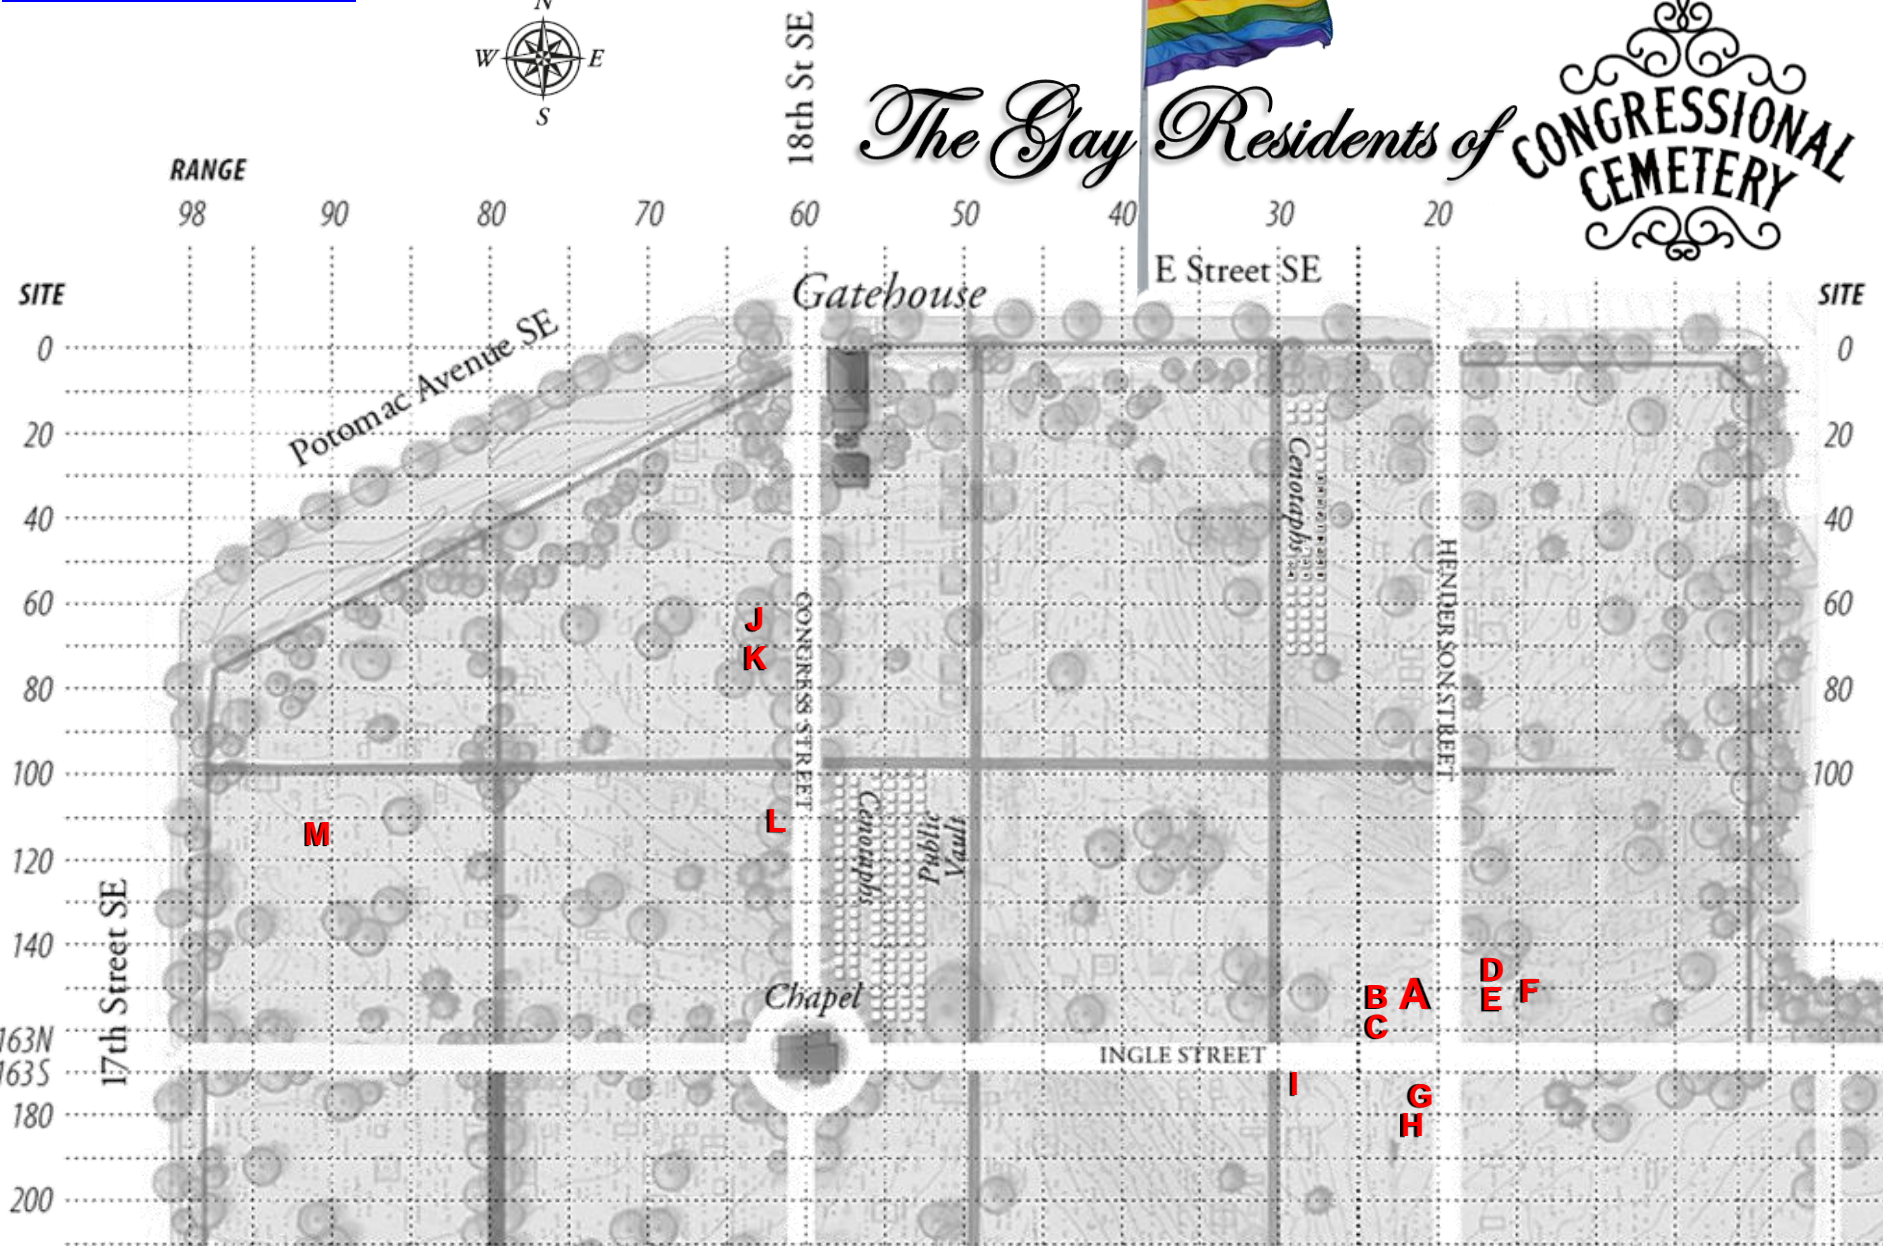 N
W E
S
18th St SE
The Gay Residents of
CONGRESSIONAL
CEMETERY
RANGE
98 90 80 70 60 50 40 30 20
SITE
Gatehouse
E Street SE
SITE
Potomac Avenue SE
0
0
20
20
Cenotaphs
40
40
HENDERSON STREET
60
60
CONGRESS STREET
J
K
80
80
100
100
Cenotaphs
Public
Vault
L
M
120
17th Street SE
140
D
B A E F
C
Chapel
163N
INGLE STREET
163S
I
G
H
180
200